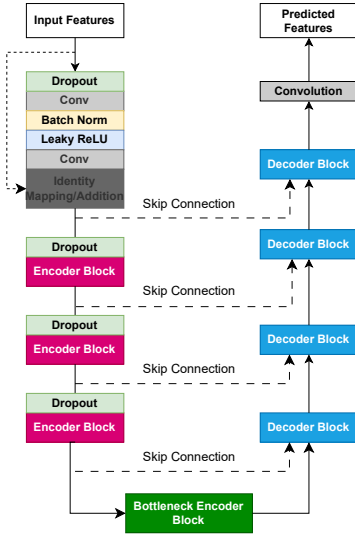 Input Features
Dropout
Conv
Batch Norm
Leaky ReLU
Conv
Identity
Mapping/Addition
Skip Connection
Dropout
Encoder Block
Skip Connection
Dropout
Encoder Block
Skip Connection
Dropout
Encoder Block
Skip Connection
Bottleneck Encoder
Block
Predicted
Features
Convolution
Decoder Block
Decoder Block
Decoder Block
Decoder Block